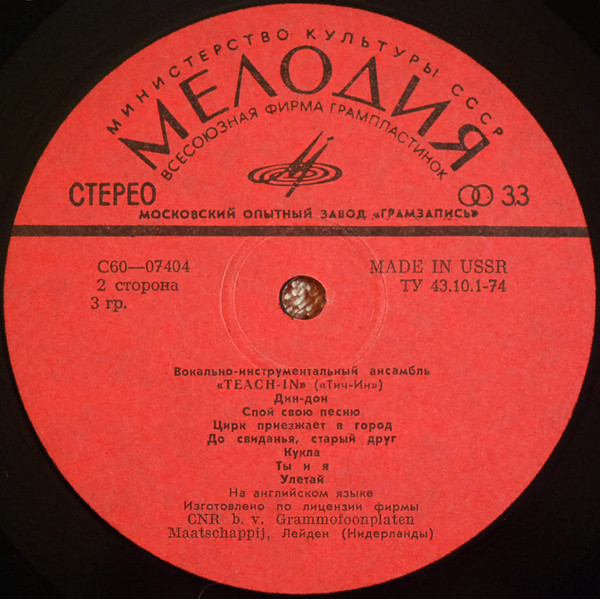 МИНИСТЕРСТВО КУЛЬТУРЫ СССР
МЕЛОДИЯ
ВСЕСОЮЗНАЯ ФИРМА ГРАМПЛАСТИНОК
СТЕРЕО 33
МОСКОВСКИЙ ОПЫТНЫЙ ЗАВОД «ГРАМЗАПИСЬ»
С60—07404 MADE IN USSR
2 сторона ТУ 43.10.1-74
3 гр.
Вокально-инструментальный ансамбль
«TEACH-IN» («Тич-Ин»)
Дин-дон
Спой свою песню
Цирк приезжает в город
До свиданья, старый друг
Кукла
Ты и я
Улетай
На английском языке
Изготовлено по лицензии фирмы
CNR b. v. Grammofoonplaten
Maatschappij, Лейден (Нидерланды)